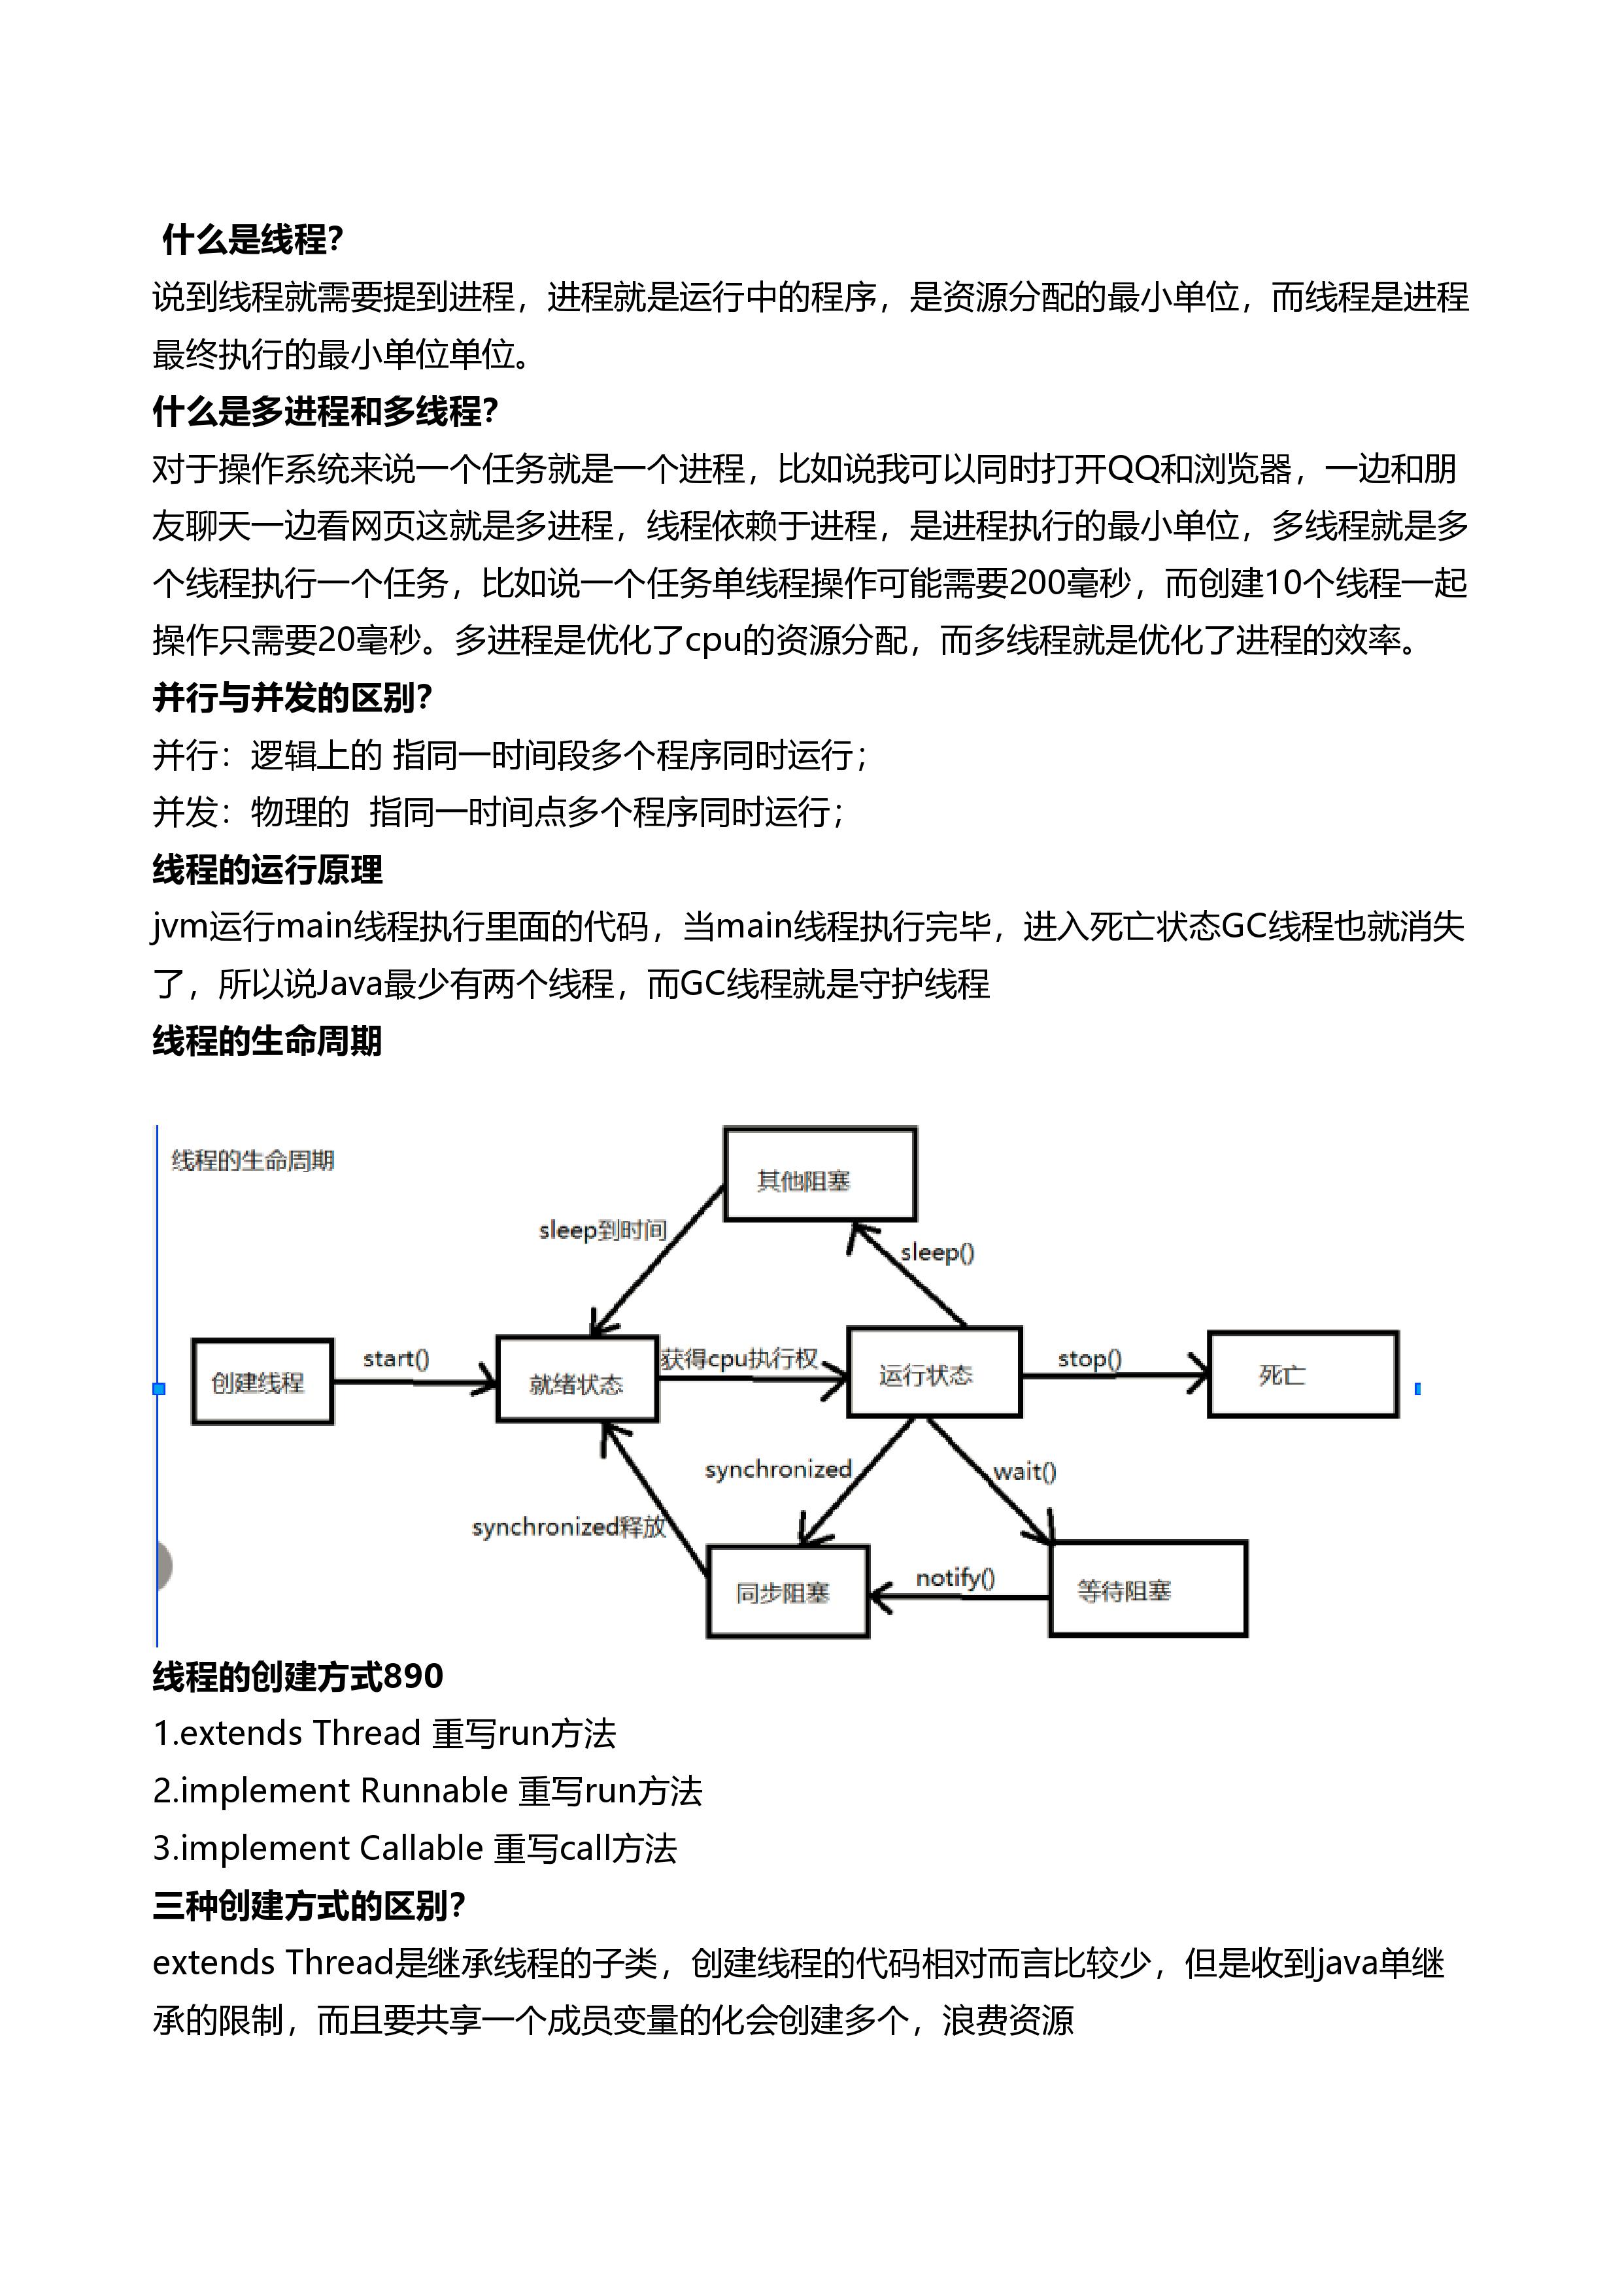 什么是线程?
说到线程就需要提到进程，进程就是运行中的程序，是资源分配的最小单位，而线程是进程
最终执行的最小单位单位。
什么是多进程和多线程?
对于操作系统来说一个任务就是一个进程，比如说我可以同时打开QQ和浏览器，一边和朋
友聊天一边看网页这就是多进程，线程依赖于进程，是进程执行的最小单位，多线程就是多
个线程执行一个任务，比如说一个任务单线程操作可能需要200毫秒，而创建10个线程一起
操作只需要20毫秒。多进程是优化了cpu的资源分配，而多线程就是优化了进程的效率。
并行与并发的区别?
并行：逻辑上的 指同一时间段多个程序同时运行；
并发：物理的  指同一时间点多个程序同时运行；
线程的运行原理
jvm运行main线程执行里面的代码，当main线程执行完毕，进入死亡状态GC线程也就消失
了，所以说Java最少有两个线程，而GC线程就是守护线程
线程的生命周期
线程的生命周期
其他阻塞
sleep到时间
sleep()
创建线程
start()
就绪状态
获得cpu执行权
运行状态
stop()
死亡
synchronized
wait()
synchronized释放
同步阻塞
notify()
等待阻塞
线程的创建方式890
1.extends Thread 重写run方法
2.implement Runnable 重写run方法
3.implement Callable 重写call方法
三种创建方式的区别?
extends Thread是继承线程的子类，创建线程的代码相对而言比较少，但是收到java单继
承的限制，而且要共享一个成员变量的化会创建多个，浪费资源